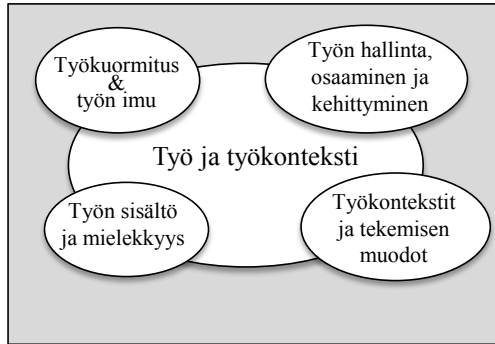 Työkuormitus
&
työn imu
Työn hallinta,
osaaminen ja
kehittyminen
Työ ja työkonteksti
Työn sisältö
ja mielekkyys
Työkontekstit
ja tekemisen
muodot